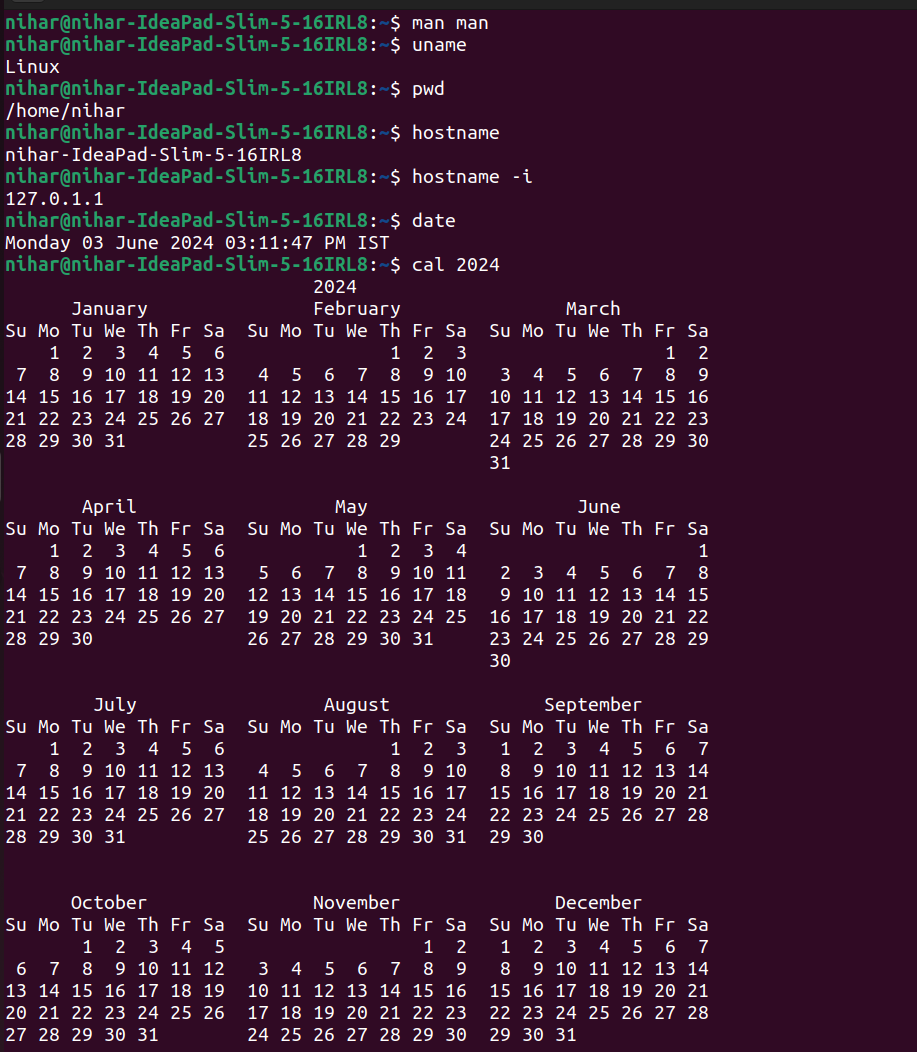 nihar@nihar-IdeaPad-Slim-5-16IRL8:~$ man man
nihar@nihar-IdeaPad-Slim-5-16IRL8:~$ uname
Linux
nihar@nihar-IdeaPad-Slim-5-16IRL8:~$ pwd
/home/nihar
nihar@nihar-IdeaPad-Slim-5-16IRL8:~$ hostname
nihar-IdeaPad-Slim-5-16IRL8
nihar@nihar-IdeaPad-Slim-5-16IRL8:~$ hostname -i
127.0.1.1
nihar@nihar-IdeaPad-Slim-5-16IRL8:~$ date
Monday 03 June 2024 03:11:47 PM IST
nihar@nihar-IdeaPad-Slim-5-16IRL8:~$ cal 2024
                            2024
      January               February               March
Su Mo Tu We Th Fr Sa  Su Mo Tu We Th Fr Sa  Su Mo Tu We Th Fr Sa
    1  2  3  4  5  6               1  2  3                  1  2
 7  8  9 10 11 12 13   4  5  6  7  8  9 10   3  4  5  6  7  8  9
14 15 16 17 18 19 20  11 12 13 14 15 16 17  10 11 12 13 14 15 16
21 22 23 24 25 26 27  18 19 20 21 22 23 24  17 18 19 20 21 22 23
28 29 30 31           25 26 27 28 29        24 25 26 27 28 29 30
                                            31

       April                  May                   June
Su Mo Tu We Th Fr Sa  Su Mo Tu We Th Fr Sa  Su Mo Tu We Th Fr Sa
    1  2  3  4  5  6            1  2  3  4                     1
 7  8  9 10 11 12 13   5  6  7  8  9 10 11   2  3  4  5  6  7  8
14 15 16 17 18 19 20  12 13 14 15 16 17 18   9 10 11 12 13 14 15
21 22 23 24 25 26 27  19 20 21 22 23 24 25  16 17 18 19 20 21 22
28 29 30              26 27 28 29 30 31     23 24 25 26 27 28 29
                                            30

        July                 August              September
Su Mo Tu We Th Fr Sa  Su Mo Tu We Th Fr Sa  Su Mo Tu We Th Fr Sa
    1  2  3  4  5  6               1  2  3   1  2  3  4  5  6  7
 7  8  9 10 11 12 13   4  5  6  7  8  9 10   8  9 10 11 12 13 14
14 15 16 17 18 19 20  11 12 13 14 15 16 17  15 16 17 18 19 20 21
21 22 23 24 25 26 27  18 19 20 21 22 23 24  22 23 24 25 26 27 28
28 29 30 31           25 26 27 28 29 30 31  29 30

      October               November              December
Su Mo Tu We Th Fr Sa  Su Mo Tu We Th Fr Sa  Su Mo Tu We Th Fr Sa
       1  2  3  4  5                  1  2   1  2  3  4  5  6  7
 6  7  8  9 10 11 12   3  4  5  6  7  8  9   8  9 10 11 12 13 14
13 14 15 16 17 18 19  10 11 12 13 14 15 16  15 16 17 18 19 20 21
20 21 22 23 24 25 26  17 18 19 20 21 22 23  22 23 24 25 26 27 28
27 28 29 30 31        24 25 26 27 28 29 30  29 30 31